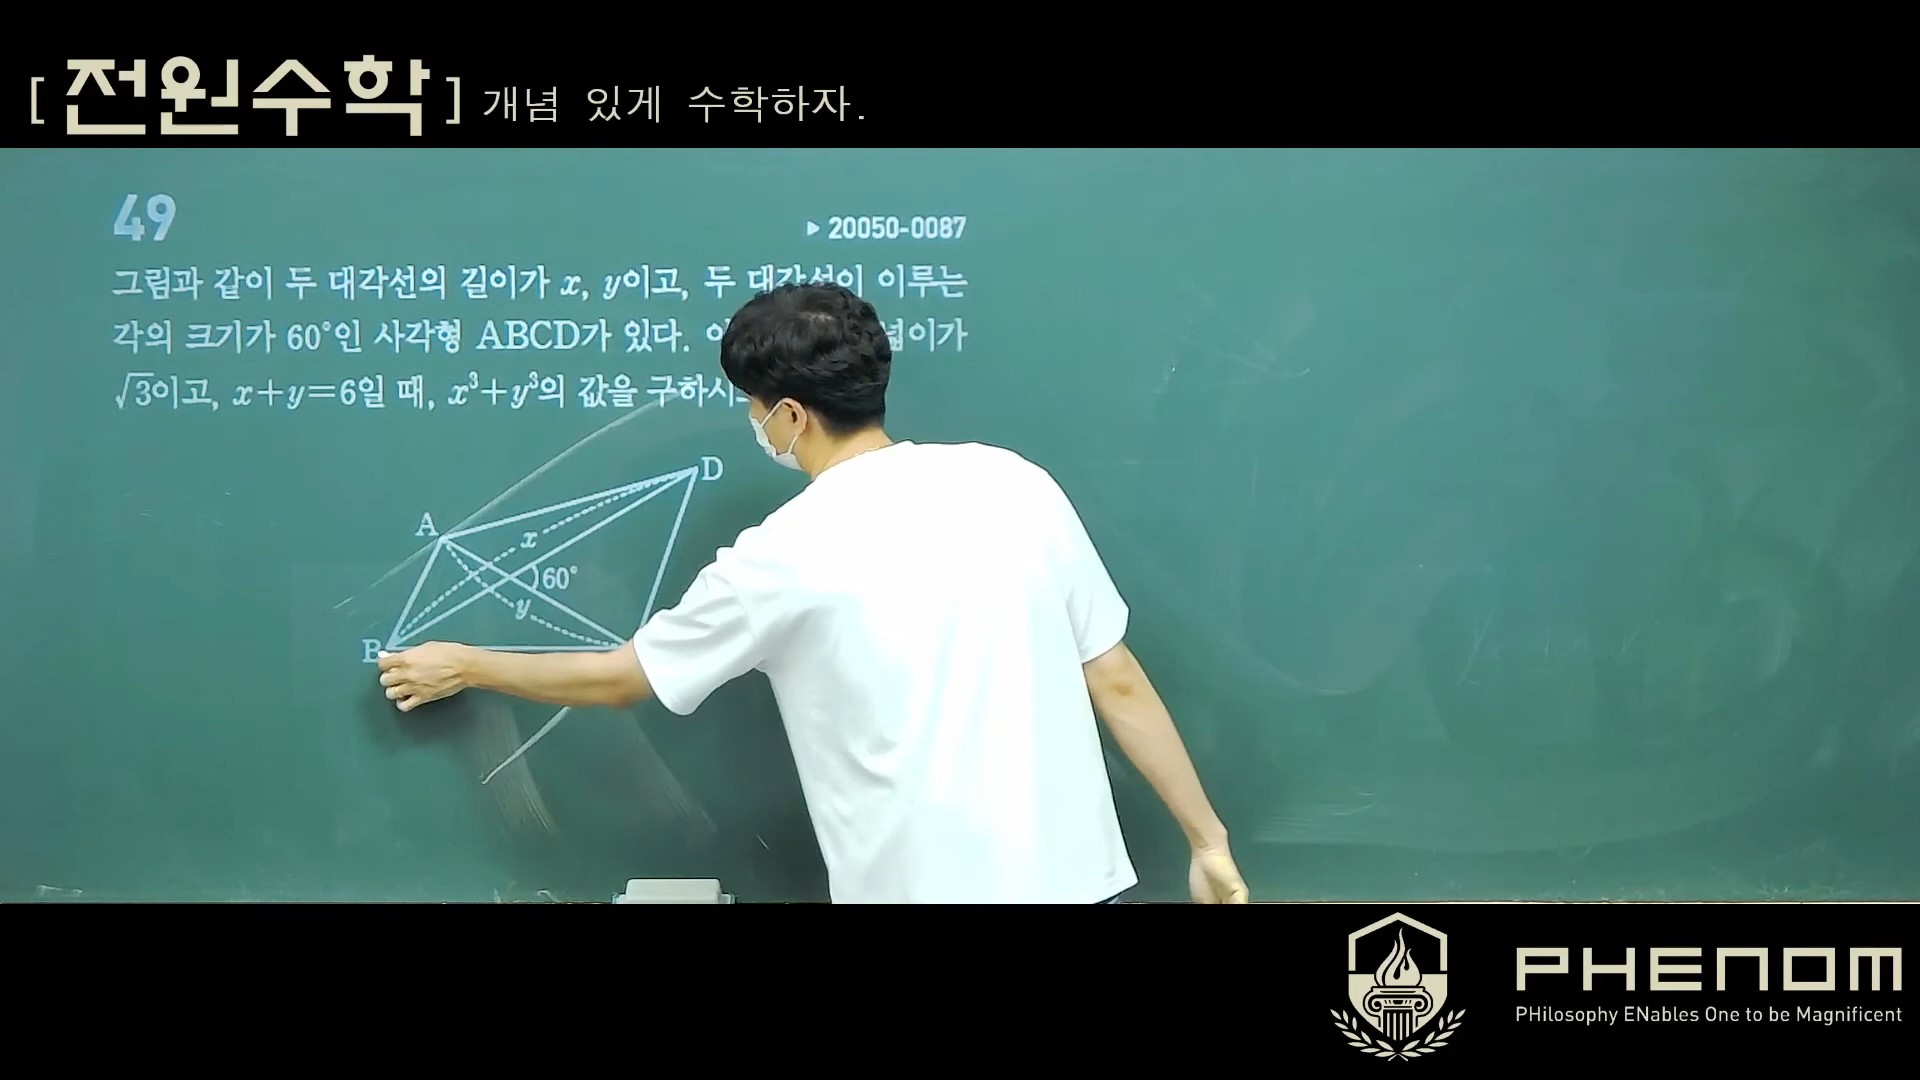 [전원수학] 개념 있게 수학하자.
49
▶ 20050-0087
그림과 같이 두 대각선의 길이가 x, y이고, 두 대각선이 이루는
각의 크기가 60°인 사각형 ABCD가 있다. 넓이가
√3이고, x+y=6일 때, x³+y³의 값을 구하시
D
A
x
60°
y
B
PHENOM
PHilosophy ENables One to be Magnificent